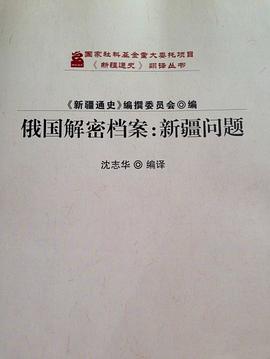 国家社科基金重大委托项目
《新疆通史》翻译丛书
《新疆通史》编撰委员会◎编
俄国解密档案：新疆问题
沈志华 ◎ 编译